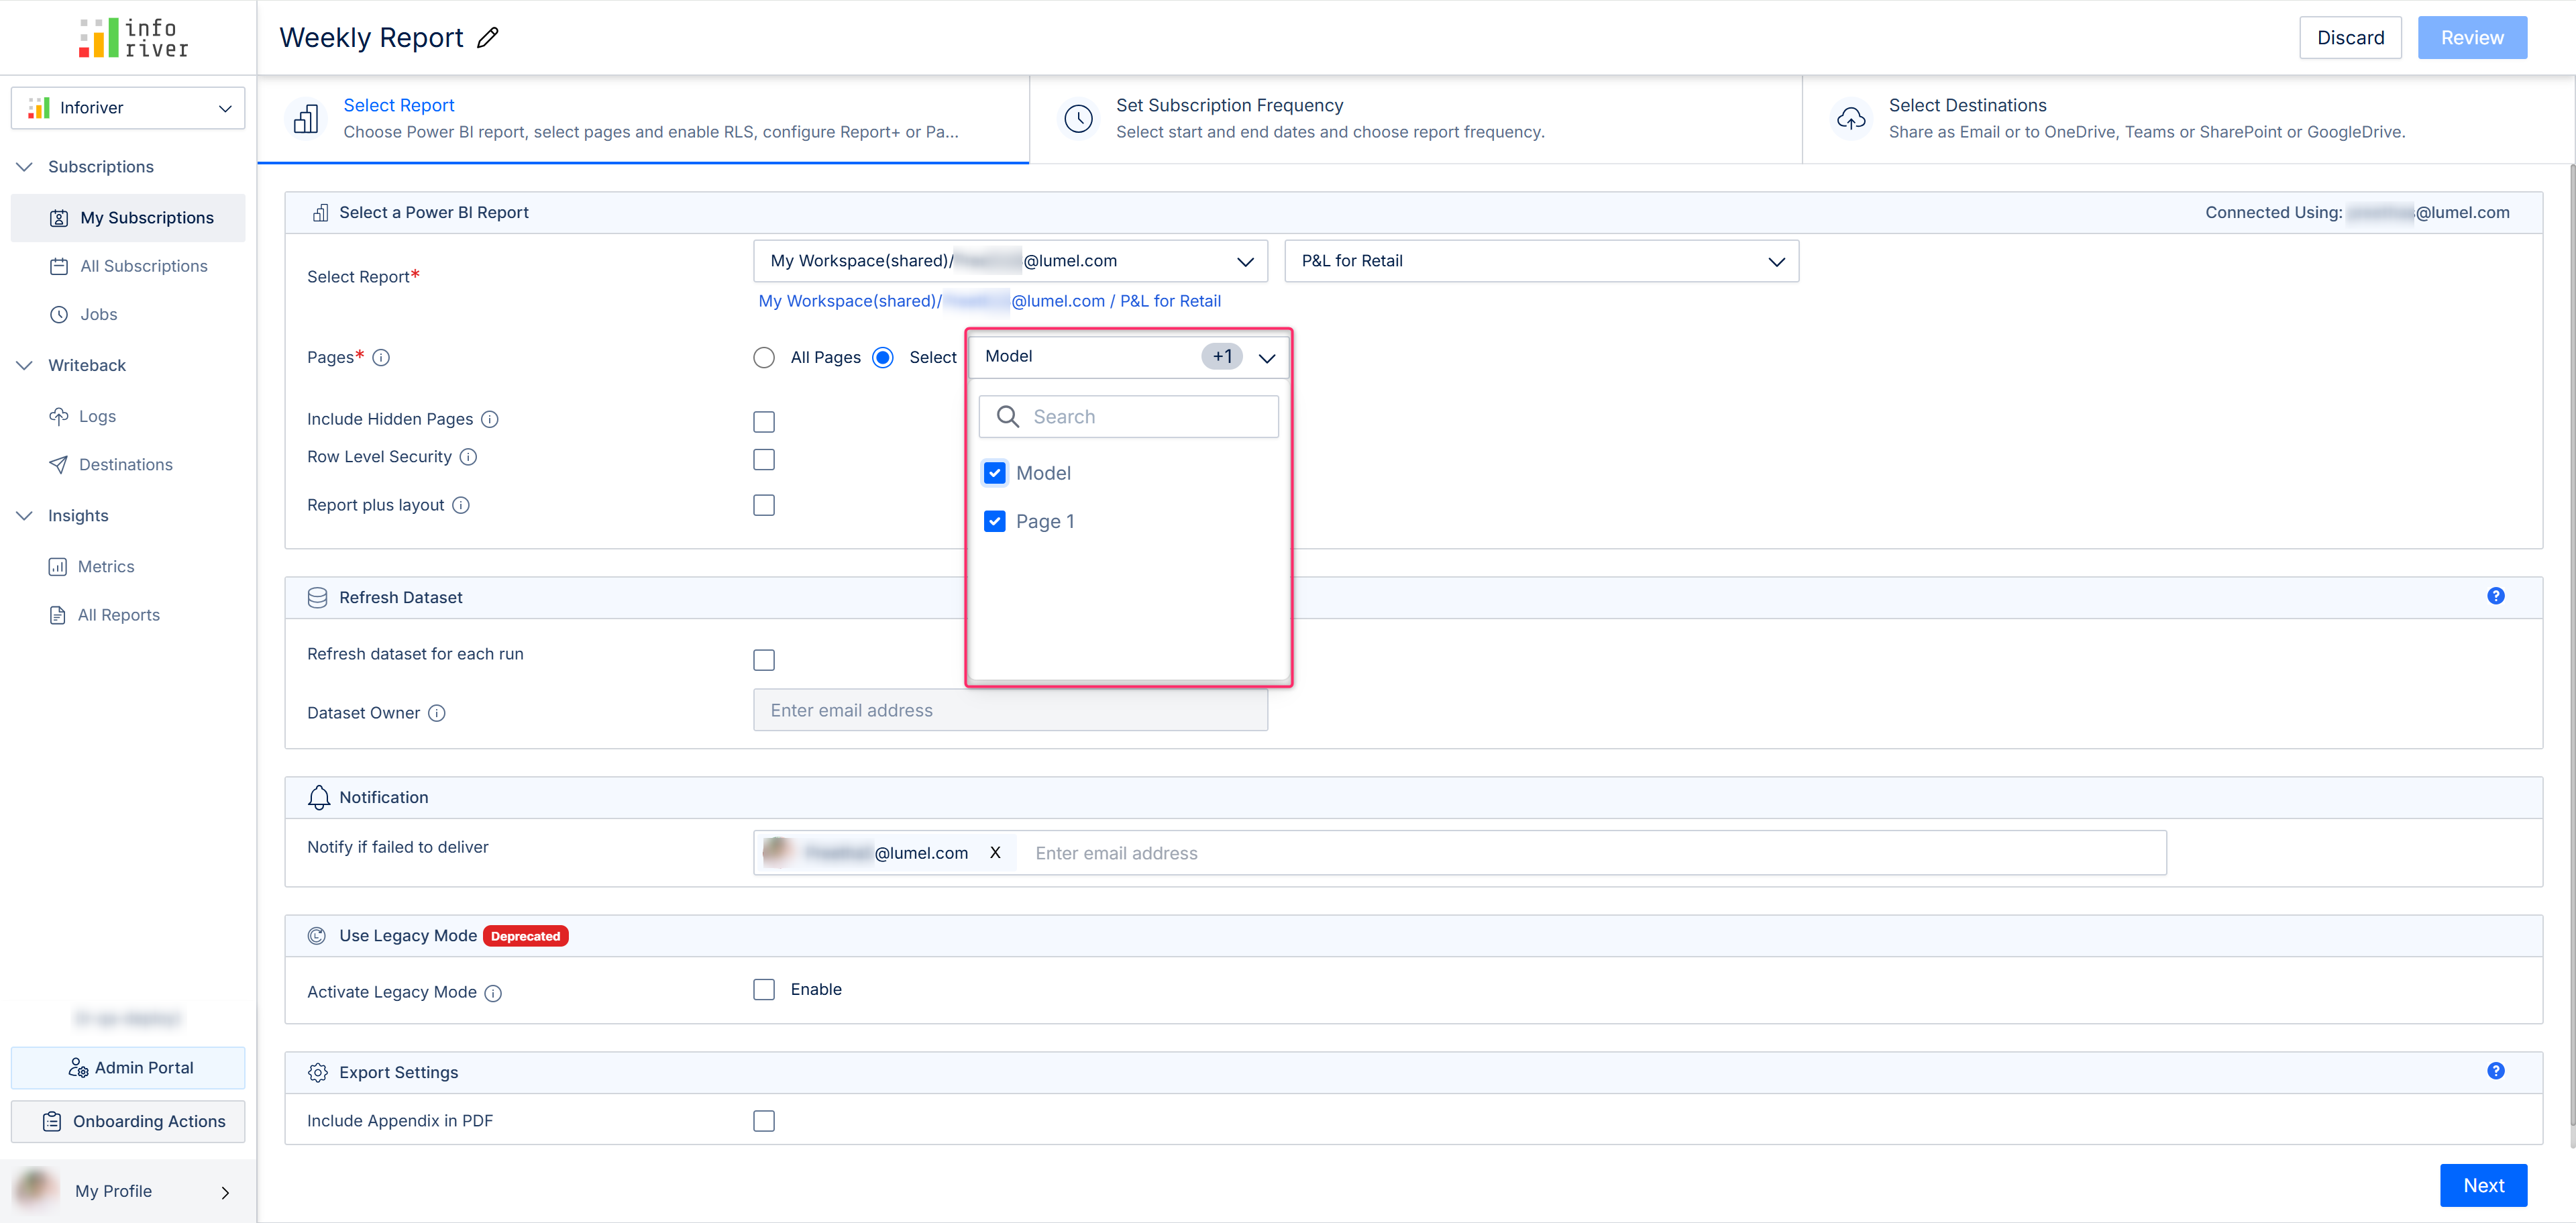 info
river
Weekly Report
Discard
Review
Inforiver
Subscriptions
My Subscriptions
All Subscriptions
Jobs
Writeback
Logs
Destinations
Insights
Metrics
All Reports
Admin Portal
Onboarding Actions
My Profile
Select Report
Choose Power BI report, select pages and enable RLS, configure Report+ or Pa...
Set Subscription Frequency
Select start and end dates and choose report frequency.
Select Destinations
Share as Email or to OneDrive, Teams or SharePoint or GoogleDrive.
Select a Power BI Report
Connected Using: @lumel.com
Select Report*
My Workspace(shared)/ @lumel.com
P&L for Retail
My Workspace(shared)/ @lumel.com / P&L for Retail
Pages*
All Pages
Select
Model
+1
Search
Model
Page 1
Include Hidden Pages
Row Level Security
Report plus layout
Refresh Dataset
Refresh dataset for each run
Dataset Owner
Enter email address
Notification
Notify if failed to deliver
@lumel.com X
Enter email address
Use Legacy Mode Deprecated
Activate Legacy Mode
Enable
Export Settings
Include Appendix in PDF
Next